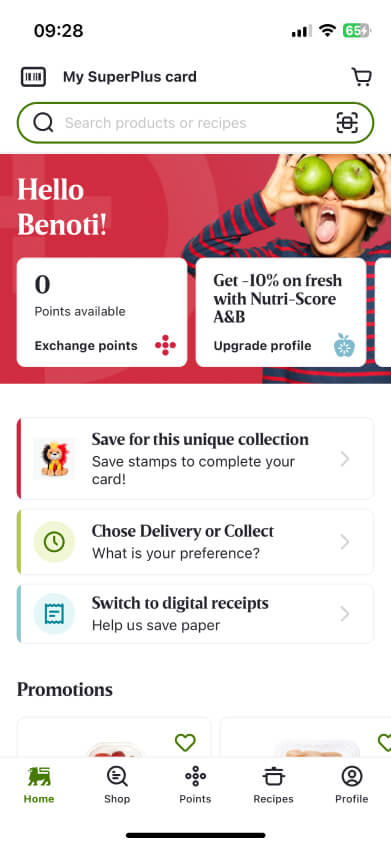 09:28
65
My SuperPlus card
Search products or recipes
Hello
Benoti!
0
Points available
Exchange points
Get -10% on fresh
with Nutri-Score
A&B
Upgrade profile
Save for this unique collection
Save stamps to complete your
card!
Chose Delivery or Collect
What is your preference?
Switch to digital receipts
Help us save paper
Promotions
Home
Shop
Points
Recipes
Profile